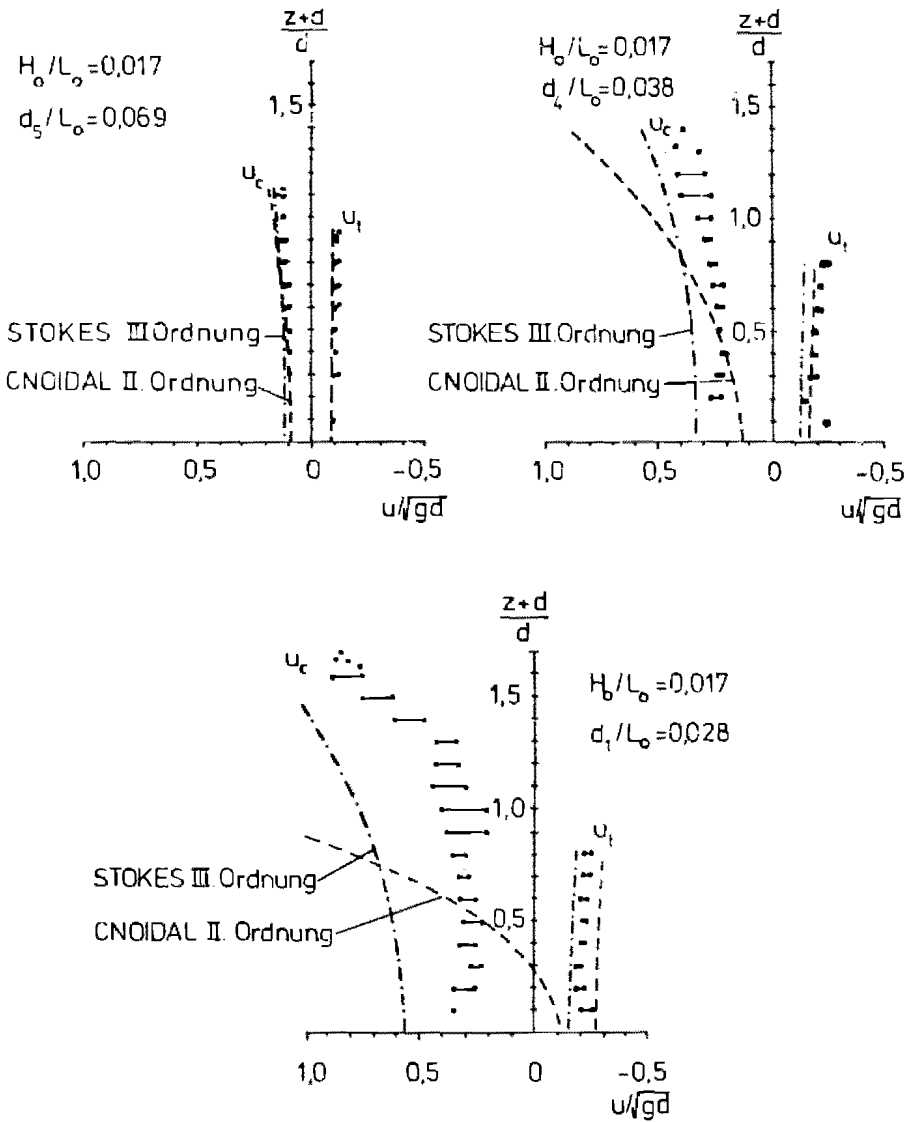 z+d
d
H₀/L₀=0,017
d₅/L₀=0,069
1,5
u_c
u_t
STOKES III.Ordnung
CNOIDAL II. Ordnung
1,0
0,5
0
-0,5
u/√gd
z+d
d
H₀/L₀=0,017
d₄/L₀=0,038
1,5
u_c
1,0
u_t
STOKES III.Ordnung
0,5
CNOIDAL II. Ordnung
1,0
0,5
0
-0,5
u/√gd
z+d
d
u_c
1,5
H₀/L₀=0,017
d₁/L₀=0,028
1,0
u_t
STOKES III. Ordnung
CNOIDAL II. Ordnung
0,5
1,0
0,5
0
-0,5
u/√gd